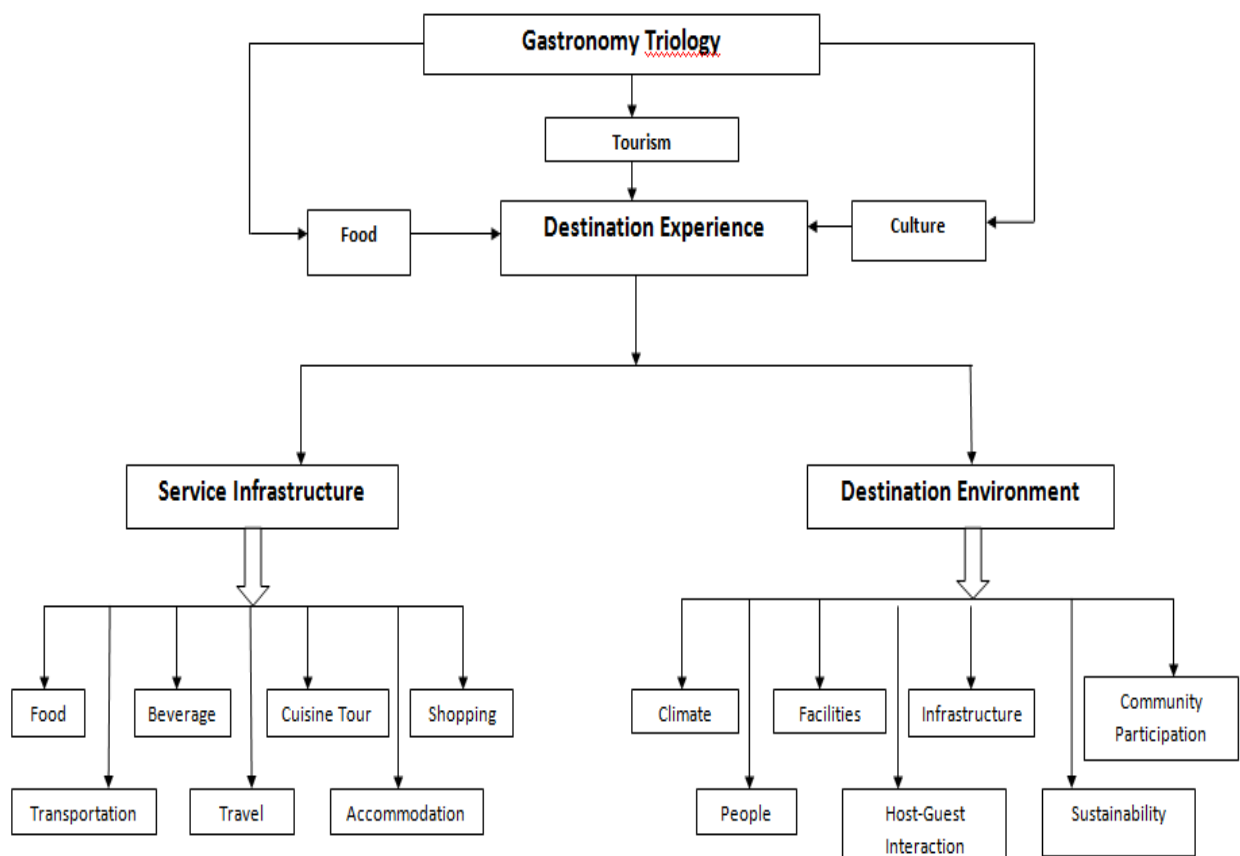 Gastronomy Triology
Tourism
Food
Destination Experience
Culture
Service Infrastructure
Destination Environment
Food
Beverage
Cuisine Tour
Shopping
Transportation
Travel
Accommodation
Climate
Facilities
Infrastructure
Community
Participation
People
Host-Guest
Interaction
Sustainability